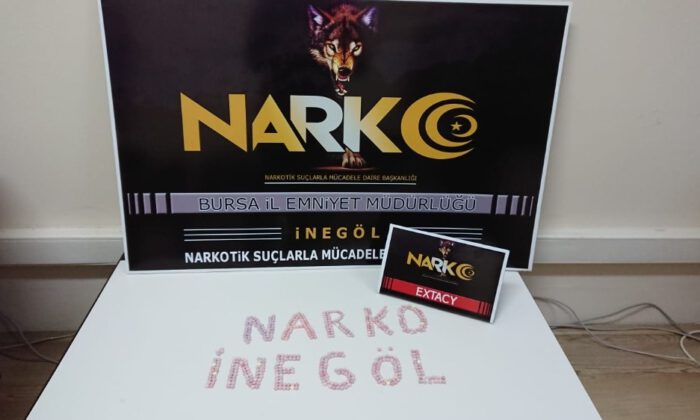 NARKO
NARKOTİK SUÇLARLA MÜCADELE DAİRE BAŞKANLIĞI
BURSA İL EMNİYET MÜDÜRLÜĞÜ
İNEGÖL
NARKOTİK SUÇLARLA MÜCADELE
NARKO
EXTACY
NARKO
İNEGÖL